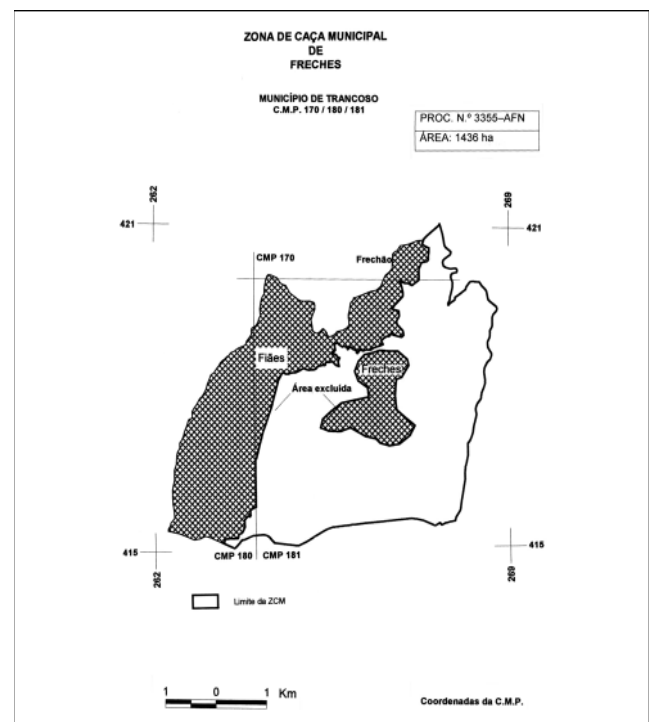 ZONA DE CAÇA MUNICIPAL
DE
FRECHES
MUNICÍPIO DE TRANCOSO
C.M.P. 170 / 180 / 181
PROC. N.º 3355–AFN
ÁREA: 1436 ha
262
269
421
421
CMP 170
Frechão
Fiães
Freches
Área excluida
415
415
CMP 180
CMP 181
262
269
Limite da ZCM
1 0 1 Km
Coordenadas da C.M.P.